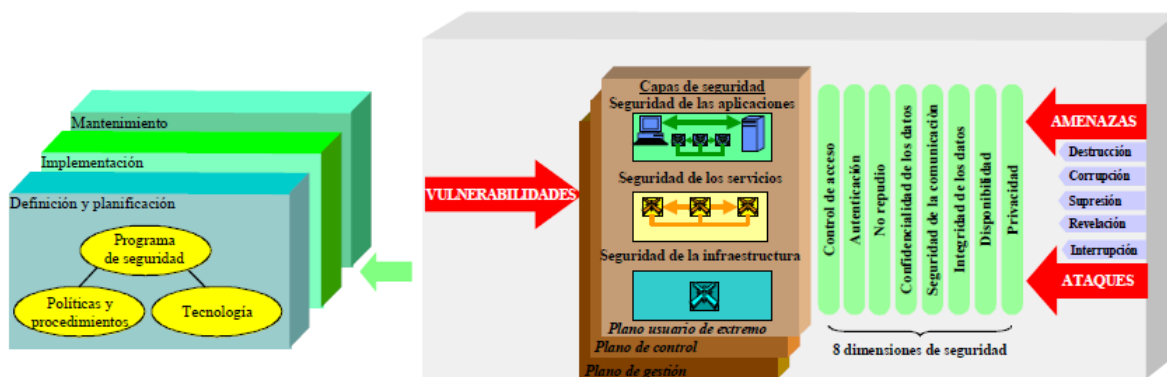 Mantenimiento
Implementación
Definición y planificación
Programa
de seguridad
Políticas y
procedimientos
Tecnología
VULNERABILIDADES
Capas de seguridad
Seguridad de las aplicaciones
Seguridad de los servicios
Seguridad de la infraestructura
Plano usuario de extremo
Plano de control
Plano de gestión
Control de acceso
Autenticación
No repudio
Confidencialidad de los datos
Seguridad de la comunicación
Integridad de los datos
Disponibilidad
Privacidad
8 dimensiones de seguridad
AMENAZAS
Destrucción
Corrupción
Supresión
Revelación
Interrupción
ATAQUES